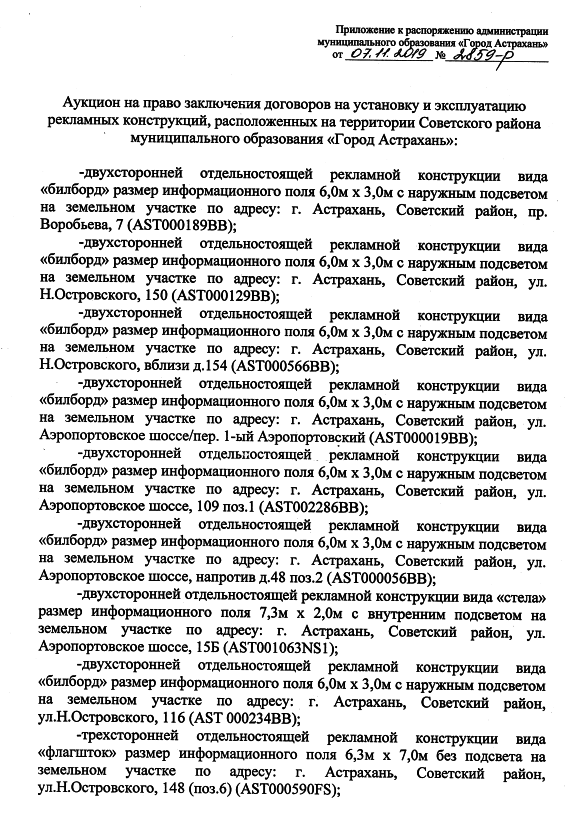 Приложение к распоряжению администрации
муниципального образования «Город Астрахань»
от 07.11.2019 № 2859-р
Аукцион на право заключения договоров на установку и эксплуатацию
рекламных конструкций, расположенных на территории Советского района
муниципального образования «Город Астрахань»:
-двухсторонней отдельностоящей рекламной конструкции вида
«билборд» размер информационного поля 6,0м х 3,0м с наружным подсветом
на земельном участке по адресу: г. Астрахань, Советский район, пр.
Воробьева, 7 (AST000189BB);
-двухсторонней отдельностоящей рекламной конструкции вида
«билборд» размер информационного поля 6,0м х 3,0м с наружным подсветом
на земельном участке по адресу: г. Астрахань, Советский район, ул.
Н.Островского, 150 (AST000129BB);
-двухсторонней отдельностоящей рекламной конструкции вида
«билборд» размер информационного поля 6,0м х 3,0м с наружным подсветом
на земельном участке по адресу: г. Астрахань, Советский район, ул.
Н.Островского, вблизи д.154 (AST000566BB);
-двухсторонней отдельностоящей рекламной конструкции вида
«билборд» размер информационного поля 6,0м х 3,0м с наружным подсветом
на земельном участке по адресу: г. Астрахань, Советский район, ул.
Аэропортовское шоссе/пер. 1-ый Аэропортовский (AST000019BB);
-двухсторонней отдельностоящей рекламной конструкции вида
«билборд» размер информационного поля 6,0м х 3,0м с наружным подсветом
на земельном участке по адресу: г. Астрахань, Советский район, ул.
Аэропортовское шоссе, 109 поз.1 (AST002286BB);
-двухсторонней отдельностоящей рекламной конструкции вида
«билборд» размер информационного поля 6,0м х 3,0м с наружным подсветом
на земельном участке по адресу: г. Астрахань, Советский район, ул.
Аэропортовское шоссе, напротив д.48 поз.2 (AST000056BB);
-двухсторонней отдельностоящей рекламной конструкции вида «стела»
размер информационного поля 7,3м х 2,0м с внутренним подсветом на
земельном участке по адресу: г. Астрахань, Советский район, ул.
Аэропортовское шоссе, 15Б (AST001063NS1);
-двухсторонней отдельностоящей рекламной конструкции вида
«билборд» размер информационного поля 6,0м х 3,0м с наружным подсветом
на земельном участке по адресу: г. Астрахань, Советский район,
ул.Н.Островского, 116 (AST 000234BB);
-трехсторонней отдельностоящей рекламной конструкции вида
«флагшток» размер информационного поля 6,3м х 7,0м без подсвета на
земельном участке по адресу: г. Астрахань, Советский район,
ул.Н.Островского, 148 (поз.6) (AST000590FS);